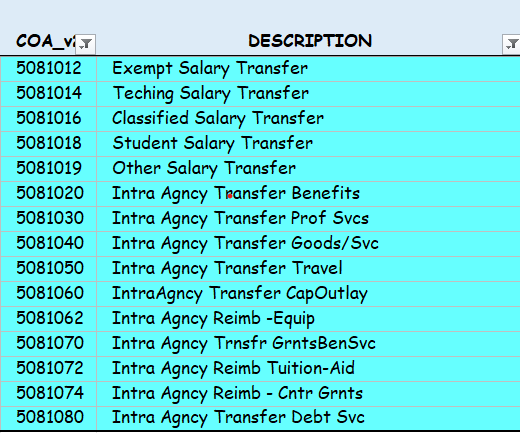 COA_v DESCRIPTION
5081012 Exempt Salary Transfer
5081014 Teching Salary Transfer
5081016 Classified Salary Transfer
5081018 Student Salary Transfer
5081019 Other Salary Transfer
5081020 Intra Agncy Transfer Benefits
5081030 Intra Agncy Transfer Prof Svcs
5081040 Intra Agncy Transfer Goods/Svc
5081050 Intra Agncy Transfer Travel
5081060 IntraAgncy Transfer CapOutlay
5081062 Intra Agncy Reimb -Equip
5081070 Intra Agncy Trnsfr GrntsBenSvc
5081072 Intra Agncy Reimb Tuition-Aid
5081074 Intra Agncy Reimb - Cntr Grnts
5081080 Intra Agncy Transfer Debt Svc